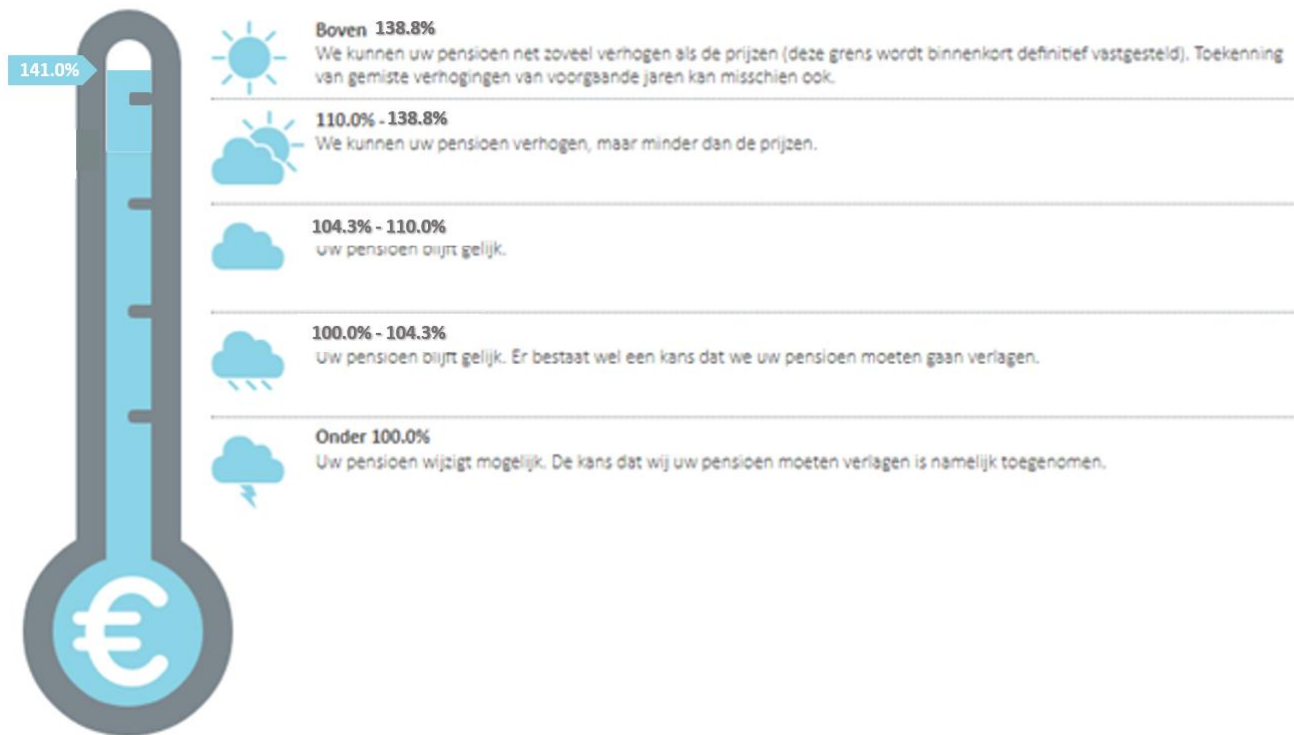 Boven 138.8%
141.0%
We kunnen uw pensioen net zoveel verhogen als de prijzen (deze grens wordt binnenkort definitief vastgesteld). Toekenning
van gemiste verhogingen van voorgaande jaren kan misschien ook.
110.0% - 138.8%
We kunnen uw pensioen verhogen, maar minder dan de prijzen.
104.3% - 110.0%
Uw pensioen blijft gelijk.
100.0% - 104.3%
Uw pensioen blijft gelijk. Er bestaat wel een kans dat we uw pensioen moeten gaan verlagen.
Onder 100.0%
Uw pensioen wijzigt mogelijk. De kans dat wij uw pensioen moeten verlagen is namelijk toegenomen.
€